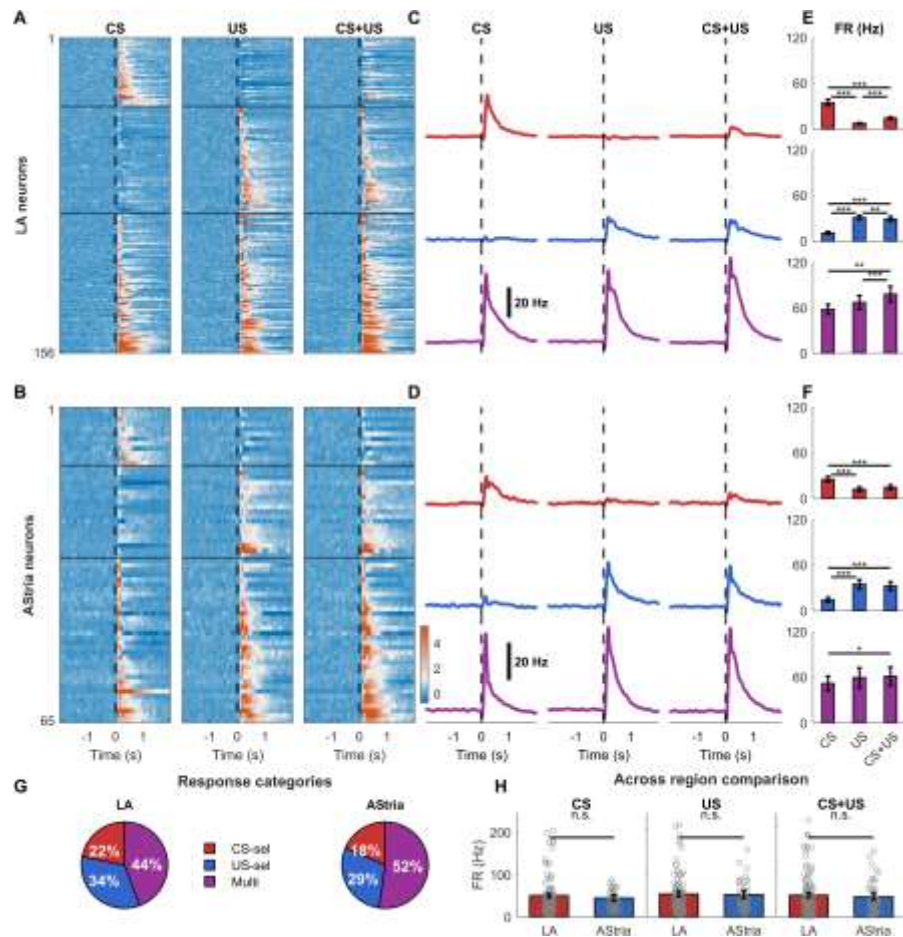 A
CS
US
CS+US
C
CS
US
CS+US
E
FR (Hz)
1
LA neurons
156
20 Hz
120
60
0
***
***
***
120
60
0
***
***
**
120
60
0
**
***
B
D
F
1
AStria neurons
65
4
2
0
20 Hz
120
60
0
***
***
120
60
0
***
***
120
60
0
*
CS
US
CS+US
-1 0 1
-1 0 1
-1 0 1
-1 0 1
-1 0 1
-1 0 1
Time (s)
Time (s)
Time (s)
Time (s)
Time (s)
Time (s)
G
Response categories
LA
AStria
22%
44%
34%
CS-sel
US-sel
Multi
18%
52%
29%
H
Across region comparison
CS
US
CS+US
n.s.
n.s.
n.s.
FR (Hz)
200
100
0
LA
AStria
LA
AStria
LA
AStria